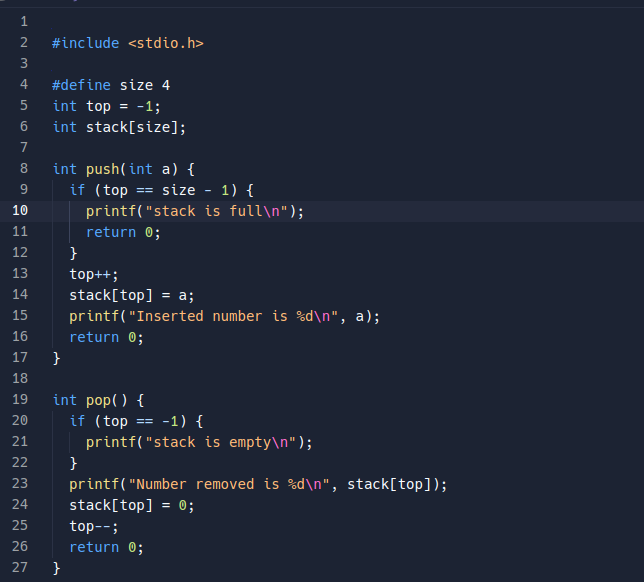 1
2 #include <stdio.h>
3
4 #define size 4
5 int top = -1;
6 int stack[size];
7
8 int push(int a) {
9   if (top == size - 1) {
10     printf("stack is full\n");
11     return 0;
12   }
13   top++;
14   stack[top] = a;
15   printf("Inserted number is %d\n", a);
16   return 0;
17 }
18
19 int pop() {
20   if (top == -1) {
21     printf("stack is empty\n");
22   }
23   printf("Number removed is %d\n", stack[top]);
24   stack[top] = 0;
25   top--;
26   return 0;
27 }